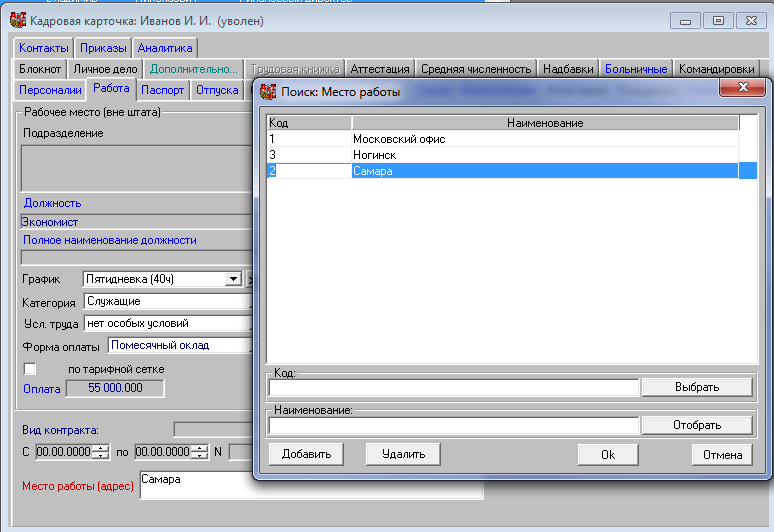 Финансовый директор
Кадровая карточка: Иванов И. И. (уволен)
Контакты Приказы Аналитика
Блокнот Личное дело Дополнительно... Трудовая книжка Аттестация Средняя численность Надбавки Больничные Командировки
Персоналии Работа Паспорт Отпуска
Рабочее место (вне штата)
Подразделение
Должность
Экономист
Полное наименование должности
График Пятидневка (40ч)
Категория Служащие
Усл. труда нет особых условий
Форма оплаты Помесячный оклад
по тарифной сетке
Оплата 55 000.000
Вид контракта:
С 00.00.0000 по 00.00.0000 N
Место работы (адрес) Самара
Поиск: Место работы
Код Наименование
1 Московский офис
3 Ногинск
2 Самара
Код:
Выбрать
Наименование:
Отобрать
Добавить Удалить Ok Отмена